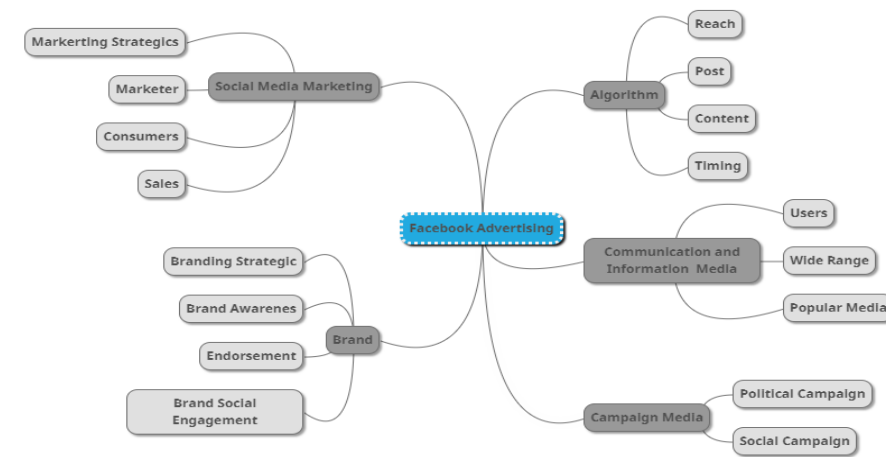 Markerting Strategics
Marketer
Consumers
Sales
Social Media Marketing
Reach
Post
Content
Timing
Algorithm
Facebook Advertising
Users
Wide Range
Popular Media
Communication and
Information Media
Branding Strategic
Brand Awarenes
Endorsement
Brand Social
Engagement
Brand
Campaign Media
Political Campaign
Social Campaign